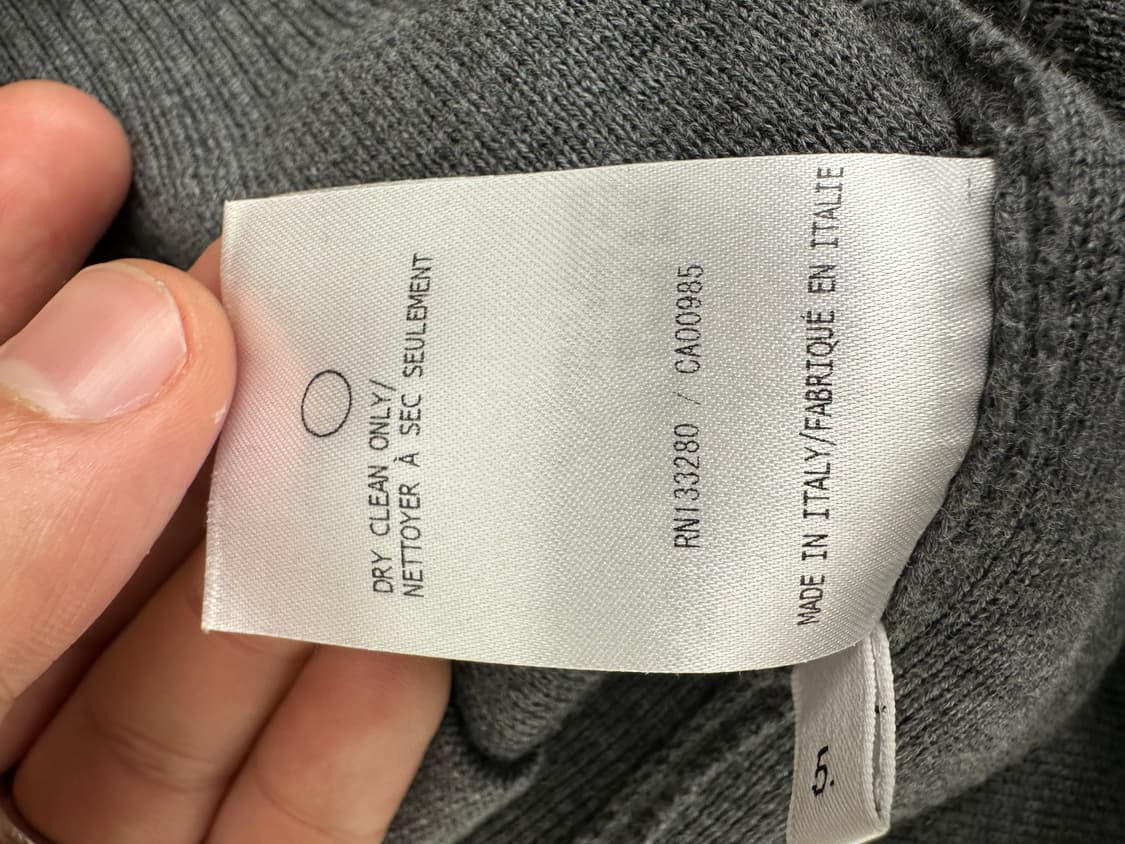 DRY CLEAN ONLY/
NETTOYER À SEC SEULEMENT
RN133280 / CA00985
MADE IN ITALY/FABRIQUÉ EN ITALIE